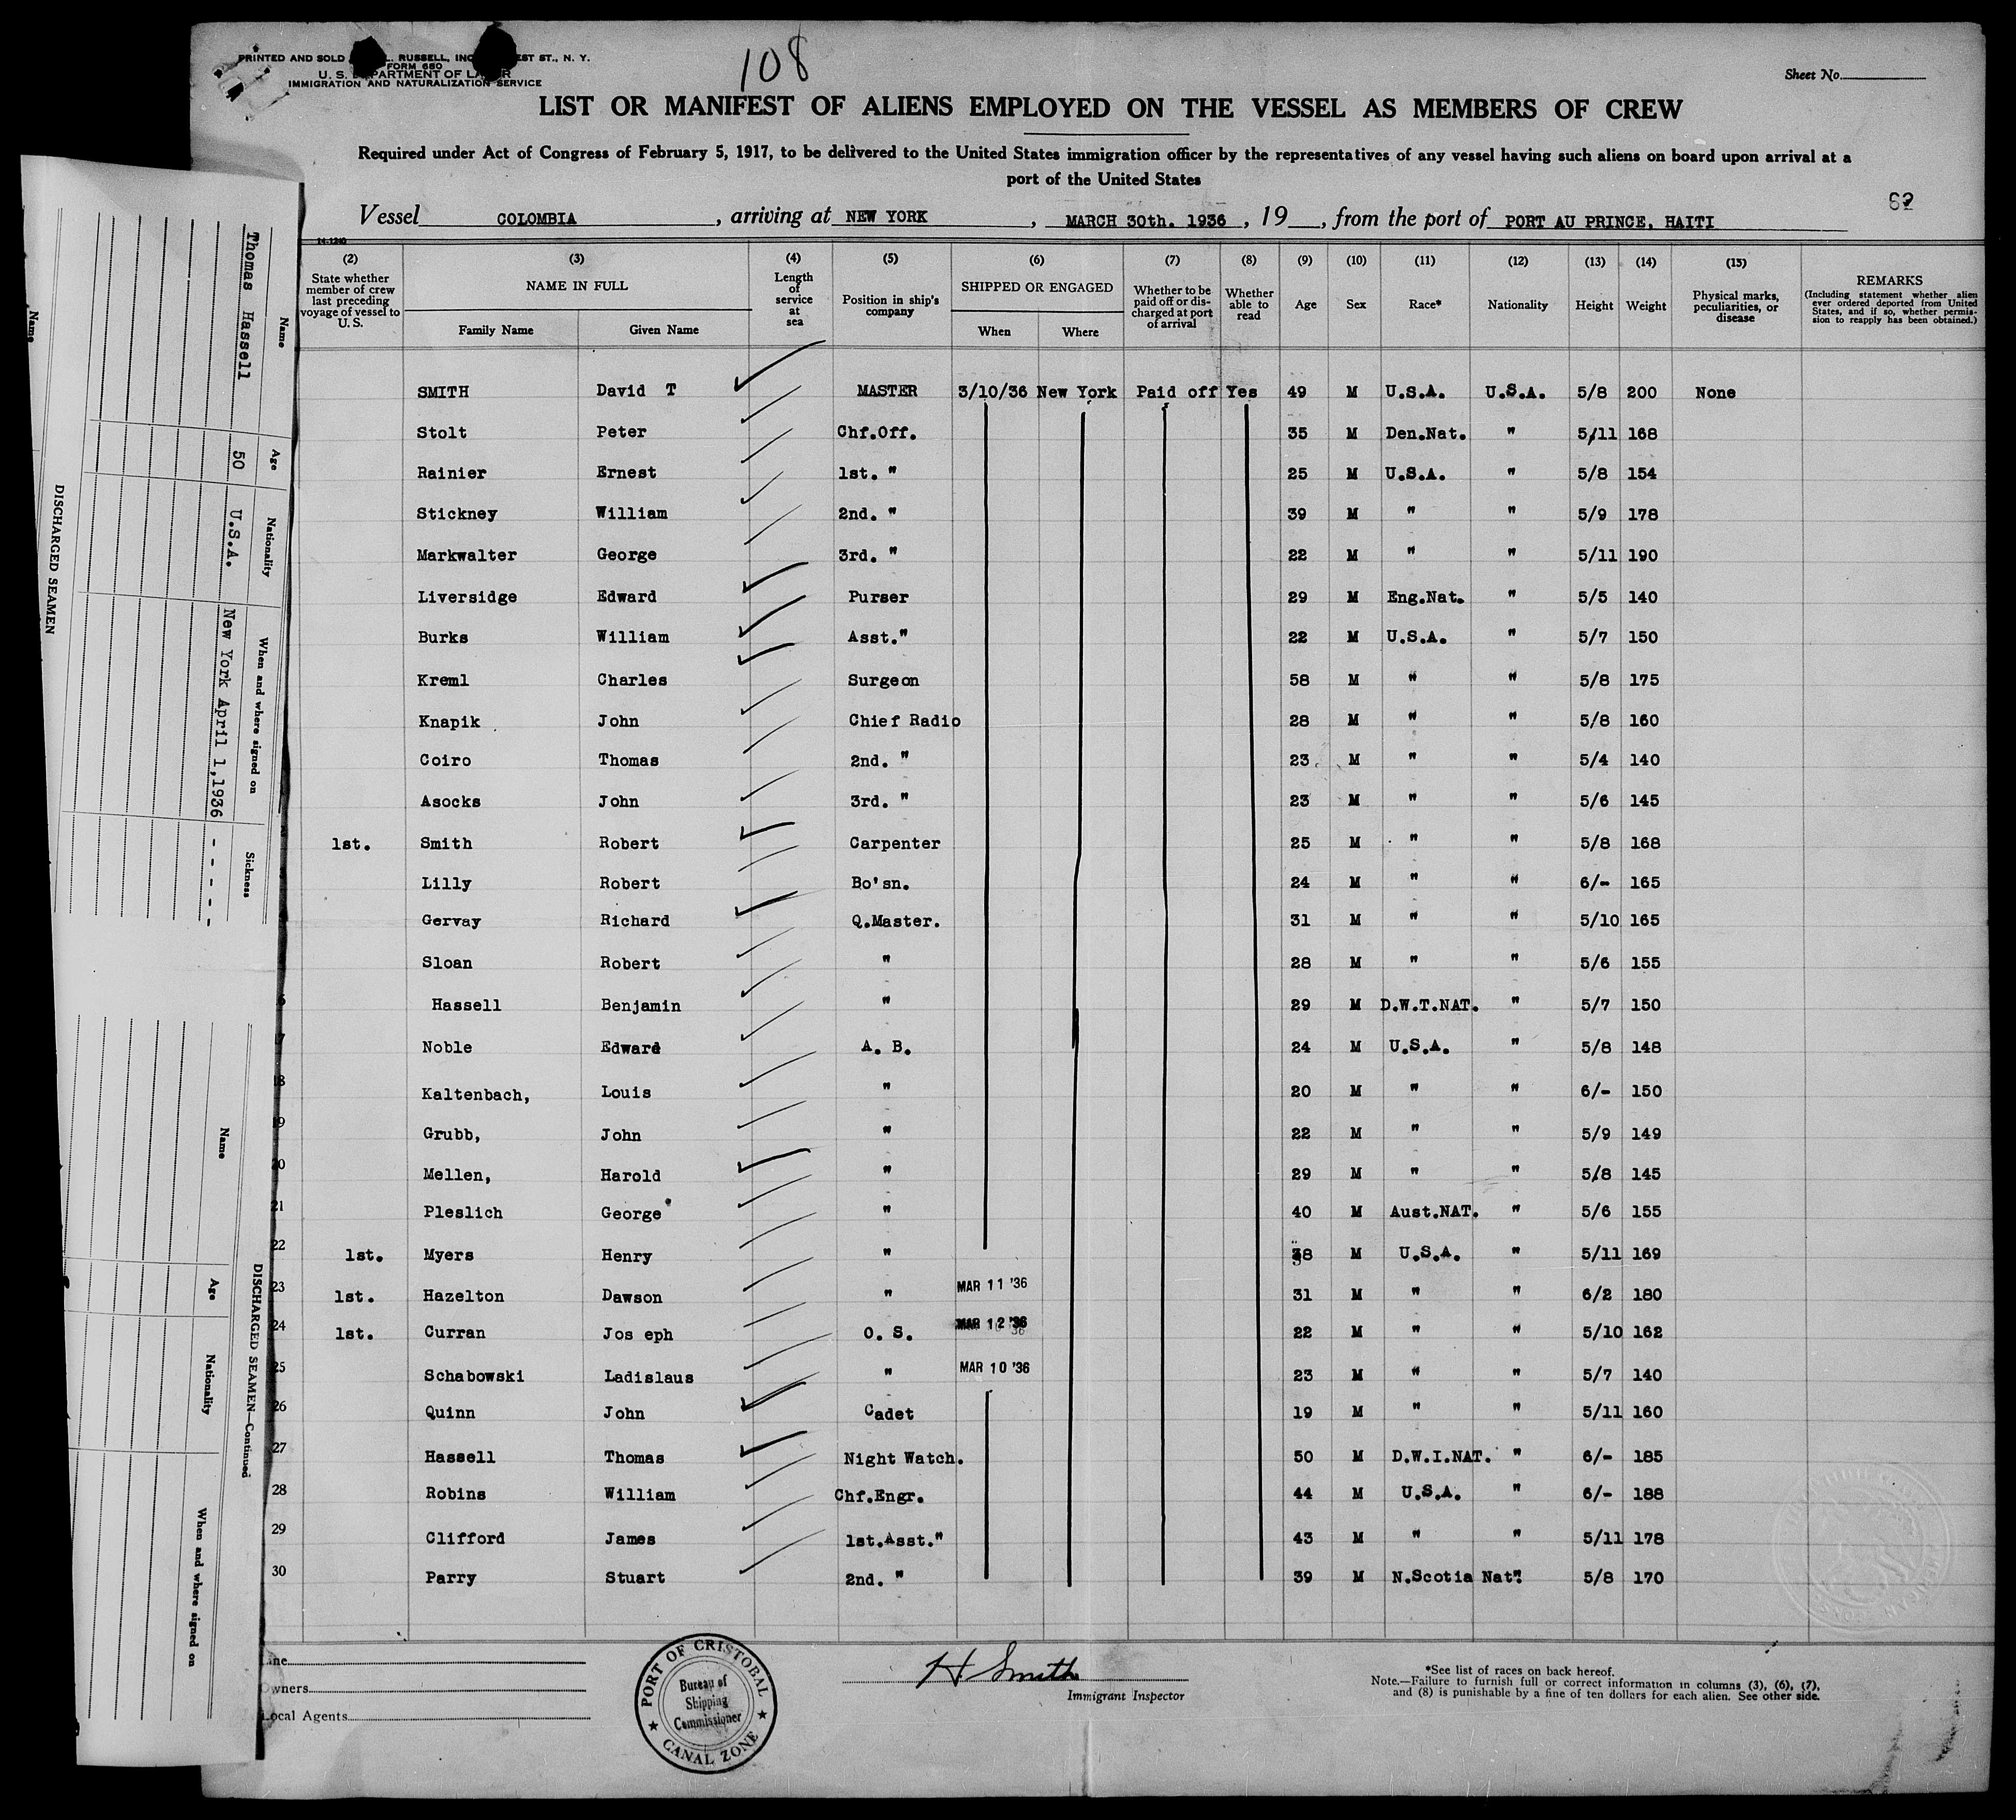 PRINTED AND SOLD L. RUSSELL, INC EST ST., N. Y.
FORM 680
U. S. DEPARTMENT OF LABOR
IMMIGRATION AND NATURALIZATION SERVICE
108
Sheet No.
LIST OR MANIFEST OF ALIENS EMPLOYED ON THE VESSEL AS MEMBERS OF CREW
Required under Act of Congress of February 5, 1917, to be delivered to the United States immigration officer by the representatives of any vessel having such aliens on board upon arrival at a
port of the United States
62
Vessel COLOMBIA, arriving at NEW YORK, MARCH 30th. 1936, 19__, from the port of PORT AU PRINCE, HAITI
14-1240
(2) (3) (4) (5) (6) (7) (8) (9) (10) (11) (12) (13) (14) (15)
State whether member of crew last preceding voyage of vessel to U. S.
NAME IN FULL
Family Name Given Name
Length of service at sea
Position in ship's company
SHIPPED OR ENGAGED
When Where
Whether to be paid off or discharged at port of arrival
Whether able to read
Age Sex Race* Nationality Height Weight
Physical marks, peculiarities, or disease
REMARKS
(Including statement whether alien ever ordered deported from United States, and if so, whether permission to reapply has been obtained.)
SMITH David T MASTER 3/10/36 New York Paid off Yes 49 M U.S.A. U.S.A. 5/8 200 None
Stolt Peter Chf.Off. 35 M Den.Nat. " 5/11 168
Rainier Ernest 1st. " 25 M U.S.A. " 5/8 154
Stickney William 2nd. " 39 M " " 5/9 178
Markwalter George 3rd. " 22 M " " 5/11 190
Liversidge Edward Purser 29 M Eng.Nat. " 5/5 140
Burks William Asst." 22 M U.S.A. " 5/7 150
Kreml Charles Surgeon 58 M " " 5/8 175
Knapik John Chief Radio 28 M " " 5/8 160
Coiro Thomas 2nd. " 23 M " " 5/4 140
Asocks John 3rd. " 23 M " " 5/6 145
1st. Smith Robert Carpenter 25 M " " 5/8 168
Lilly Robert Bo'sn. 24 M " " 6/- 165
Gervay Richard Q.Master. 31 M " " 5/10 165
Sloan Robert " 28 M " " 5/6 155
6 Hassell Benjamin " 29 M D.W.T.NAT. " 5/7 150
17 Noble Edward A. B. 24 M U.S.A. " 5/8 148
18 Kaltenbach, Louis " 20 M " " 6/- 150
19 Grubb, John " 22 M " " 5/9 149
20 Mellen, Harold " 29 M " " 5/8 145
21 Pleslich George " 40 M Aust.NAT. " 5/6 155
22 1st. Myers Henry " 38 M U.S.A. " 5/11 169
23 1st. Hazelton Dawson " MAR 11 '36 31 M " " 6/2 180
24 1st. Curran Jos eph O. S. MAR 12 '36 22 M " " 5/10 162
25 Schabowski Ladislaus " MAR 10 '36 23 M " " 5/7 140
26 Quinn John Cadet 19 M " " 5/11 160
27 Hassell Thomas Night Watch. 50 M D.W.I.NAT. " 6/- 185
28 Robins William Chf.Engr. 44 M U.S.A. " 6/- 188
29 Clifford James 1st.Asst." 43 M " " 5/11 178
30 Parry Stuart 2nd. " 39 M N.Scotia Nat. " 5/8 170
Line
Owners
Local Agents
PORT OF CRISTOBAL
Bureau of
Shipping
Commissioner
CANAL ZONE
H. Smith
Immigrant Inspector
*See list of races on back hereof.
Note.—Failure to furnish full or correct information in columns (3), (6), (7),
and (8) is punishable by a fine of ten dollars for each alien. See other side.
DISCHARGED SEAMEN
Name Age Nationality When and where signed on Sickness
Thomas Hassell 50 U.S.A. New York April 1,1936 - - - - -
Name
DISCHARGED SEAMEN—Continued
Name Age Nationality When and where signed on